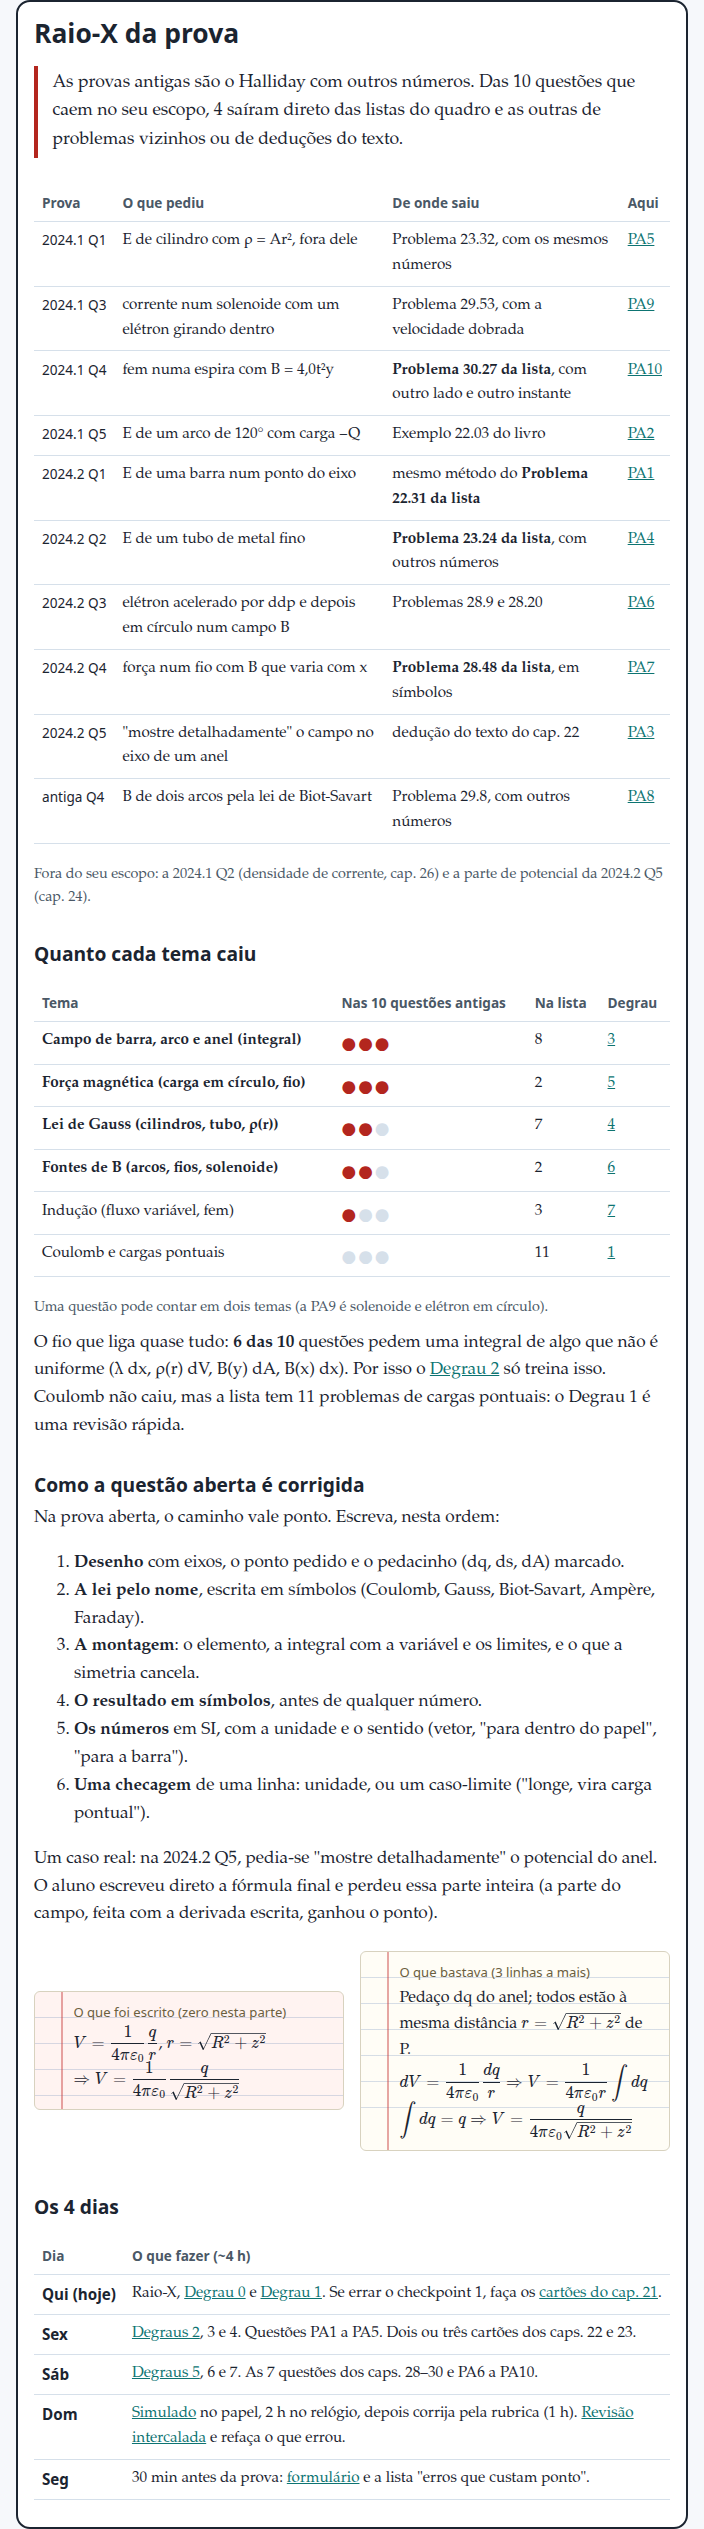 Raio-X da prova
As provas antigas são o Halliday com outros números. Das 10 questões que
caem no seu escopo, 4 saíram direto das listas do quadro e as outras de
problemas vizinhos ou de deduções do texto.
Prova O que pediu De onde saiu Aqui
2024.1 Q1 E de cilindro com ρ = Ar², fora dele Problema 23.32, com os mesmos PA5
números
2024.1 Q3 corrente num solenoide com um Problema 29.53, com a PA9
elétron girando dentro velocidade dobrada
2024.1 Q4 fem numa espira com B = 4,0t²y Problema 30.27 da lista, com PA10
outro lado e outro instante
2024.1 Q5 E de um arco de 120° com carga −Q Exemplo 22.03 do livro PA2
2024.2 Q1 E de uma barra num ponto do eixo mesmo método do Problema PA1
22.31 da lista
2024.2 Q2 E de um tubo de metal fino Problema 23.24 da lista, com PA4
outros números
2024.2 Q3 elétron acelerado por ddp e depois Problemas 28.9 e 28.20 PA6
em círculo num campo B
2024.2 Q4 força num fio com B que varia com x Problema 28.48 da lista, em PA7
símbolos
2024.2 Q5 "mostre detalhadamente" o campo no dedução do texto do cap. 22 PA3
eixo de um anel
antiga Q4 B de dois arcos pela lei de Biot-Savart Problema 29.8, com outros PA8
números
Fora do seu escopo: a 2024.1 Q2 (densidade de corrente, cap. 26) e a parte de potencial da 2024.2 Q5
(cap. 24).
Quanto cada tema caiu
Tema Nas 10 questões antigas Na lista Degrau
Campo de barra, arco e anel (integral) ●●● 8 3
Força magnética (carga em círculo, fio) ●●● 2 5
Lei de Gauss (cilindros, tubo, ρ(r)) ●●● 7 4
Fontes de B (arcos, fios, solenoide) ●●● 2 6
Indução (fluxo variável, fem) ●●● 3 7
Coulomb e cargas pontuais ●●● 11 1
Uma questão pode contar em dois temas (a PA9 é solenoide e elétron em círculo).
O fio que liga quase tudo: 6 das 10 questões pedem uma integral de algo que não é
uniforme (λ dx, ρ(r) dV, B(y) dA, B(x) dx). Por isso o Degrau 2 só treina isso.
Coulomb não caiu, mas a lista tem 11 problemas de cargas pontuais: o Degrau 1 é
uma revisão rápida.
Como a questão aberta é corrigida
Na prova aberta, o caminho vale ponto. Escreva, nesta ordem:
1. Desenho com eixos, o ponto pedido e o pedacinho (dq, ds, dA) marcado.
2. A lei pelo nome, escrita em símbolos (Coulomb, Gauss, Biot-Savart, Ampère,
Faraday).
3. A montagem: o elemento, a integral com a variável e os limites, e o que a
simetria cancela.
4. O resultado em símbolos, antes de qualquer número.
5. Os números em SI, com a unidade e o sentido (vetor, "para dentro do papel",
"para a barra").
6. Uma checagem de uma linha: unidade, ou um caso-limite ("longe, vira carga
pontual").
Um caso real: na 2024.2 Q5, pedia-se "mostre detalhadamente" o potencial do anel.
O aluno escreveu direto a fórmula final e perdeu essa parte inteira (a parte do
campo, feita com a derivada escrita, ganhou o ponto).
O que foi escrito (zero nesta parte)
V = 1/(4πε₀) q/r, r = √(R² + z²)
⇒ V = 1/(4πε₀) q/√(R² + z²)
O que bastava (3 linhas a mais)
Pedaço dq do anel; todos estão à
mesma distância r = √(R² + z²) de
P.
dV = 1/(4πε₀) dq/r ⇒ V = 1/(4πε₀r) ∫ dq
∫ dq = q ⇒ V = q/(4πε₀√(R² + z²))
Os 4 dias
Dia O que fazer (~4 h)
Qui (hoje) Raio-X, Degrau 0 e Degrau 1. Se errar o checkpoint 1, faça os cartões do cap. 21.
Sex Degraus 2, 3 e 4. Questões PA1 a PA5. Dois ou três cartões dos caps. 22 e 23.
Sáb Degraus 5, 6 e 7. As 7 questões dos caps. 28–30 e PA6 a PA10.
Dom Simulado no papel, 2 h no relógio, depois corrija pela rubrica (1 h). Revisão
intercalada e refaça o que errou.
Seg 30 min antes da prova: formulário e a lista "erros que custam ponto".